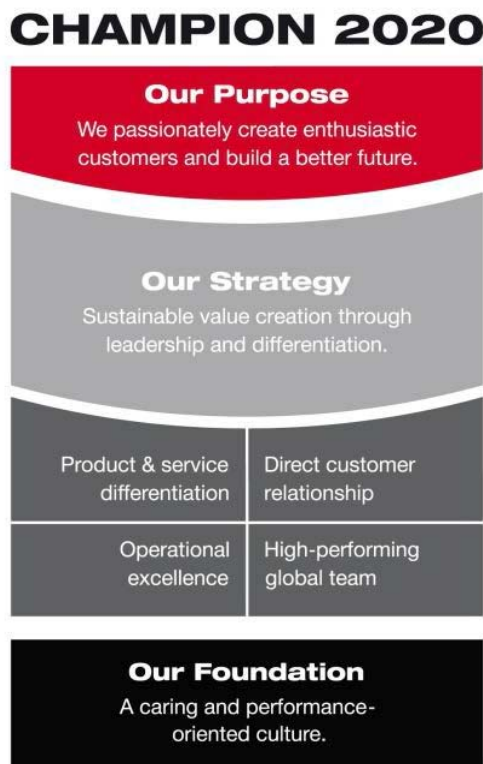 CHAMPION 2020
Our Purpose
We passionately create enthusiastic
customers and build a better future.
Our Strategy
Sustainable value creation through
leadership and differentiation.
Product & service
differentiation
Direct customer
relationship
Operational
excellence
High-performing
global team
Our Foundation
A caring and performance-
oriented culture.